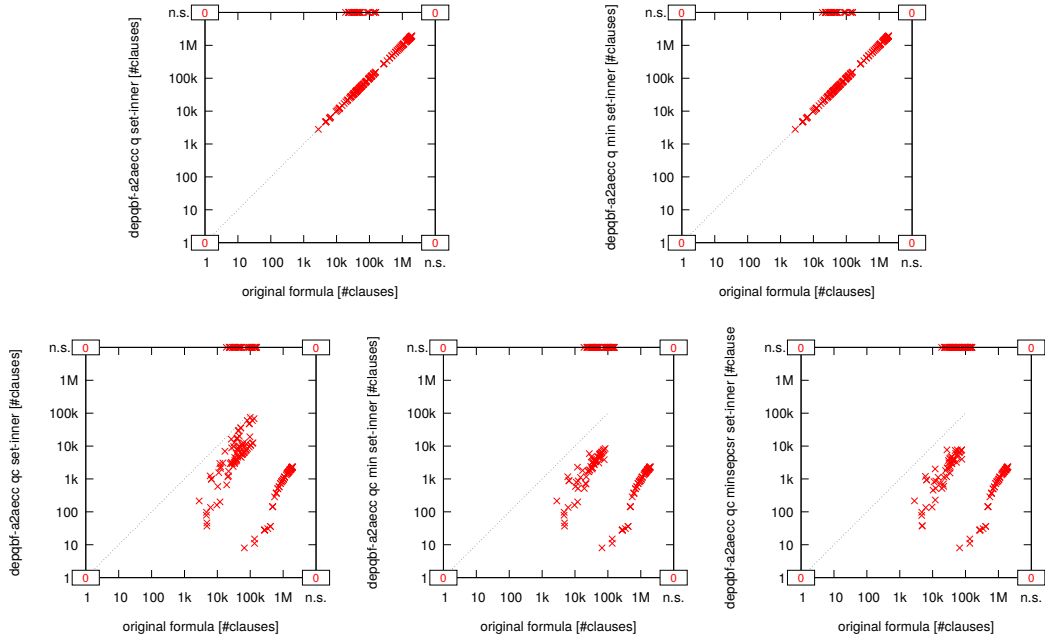 depqbf-a2aecc q set-inner [#clauses]
n.s.
1M
100k
10k
1k
100
10
1
0 0 0 0
1 10 100 1k 10k 100k 1M n.s.
original formula [#clauses]
depqbf-a2aecc q min set-inner [#clauses]
n.s.
1M
100k
10k
1k
100
10
1
0 0 0 0
1 10 100 1k 10k 100k 1M n.s.
original formula [#clauses]
depqbf-a2aecc qc set-inner [#clauses]
n.s.
1M
100k
10k
1k
100
10
1
0 0 0 0
1 10 100 1k 10k 100k 1M n.s.
original formula [#clauses]
depqbf-a2aecc qc min set-inner [#clauses]
n.s.
1M
100k
10k
1k
100
10
1
0 0 0 0
1 10 100 1k 10k 100k 1M n.s.
original formula [#clauses]
depqbf-a2aecc qc minsepcsr set-inner [#clause
n.s.
1M
100k
10k
1k
100
10
1
0 0 0 0
1 10 100 1k 10k 100k 1M n.s.
original formula [#clauses]